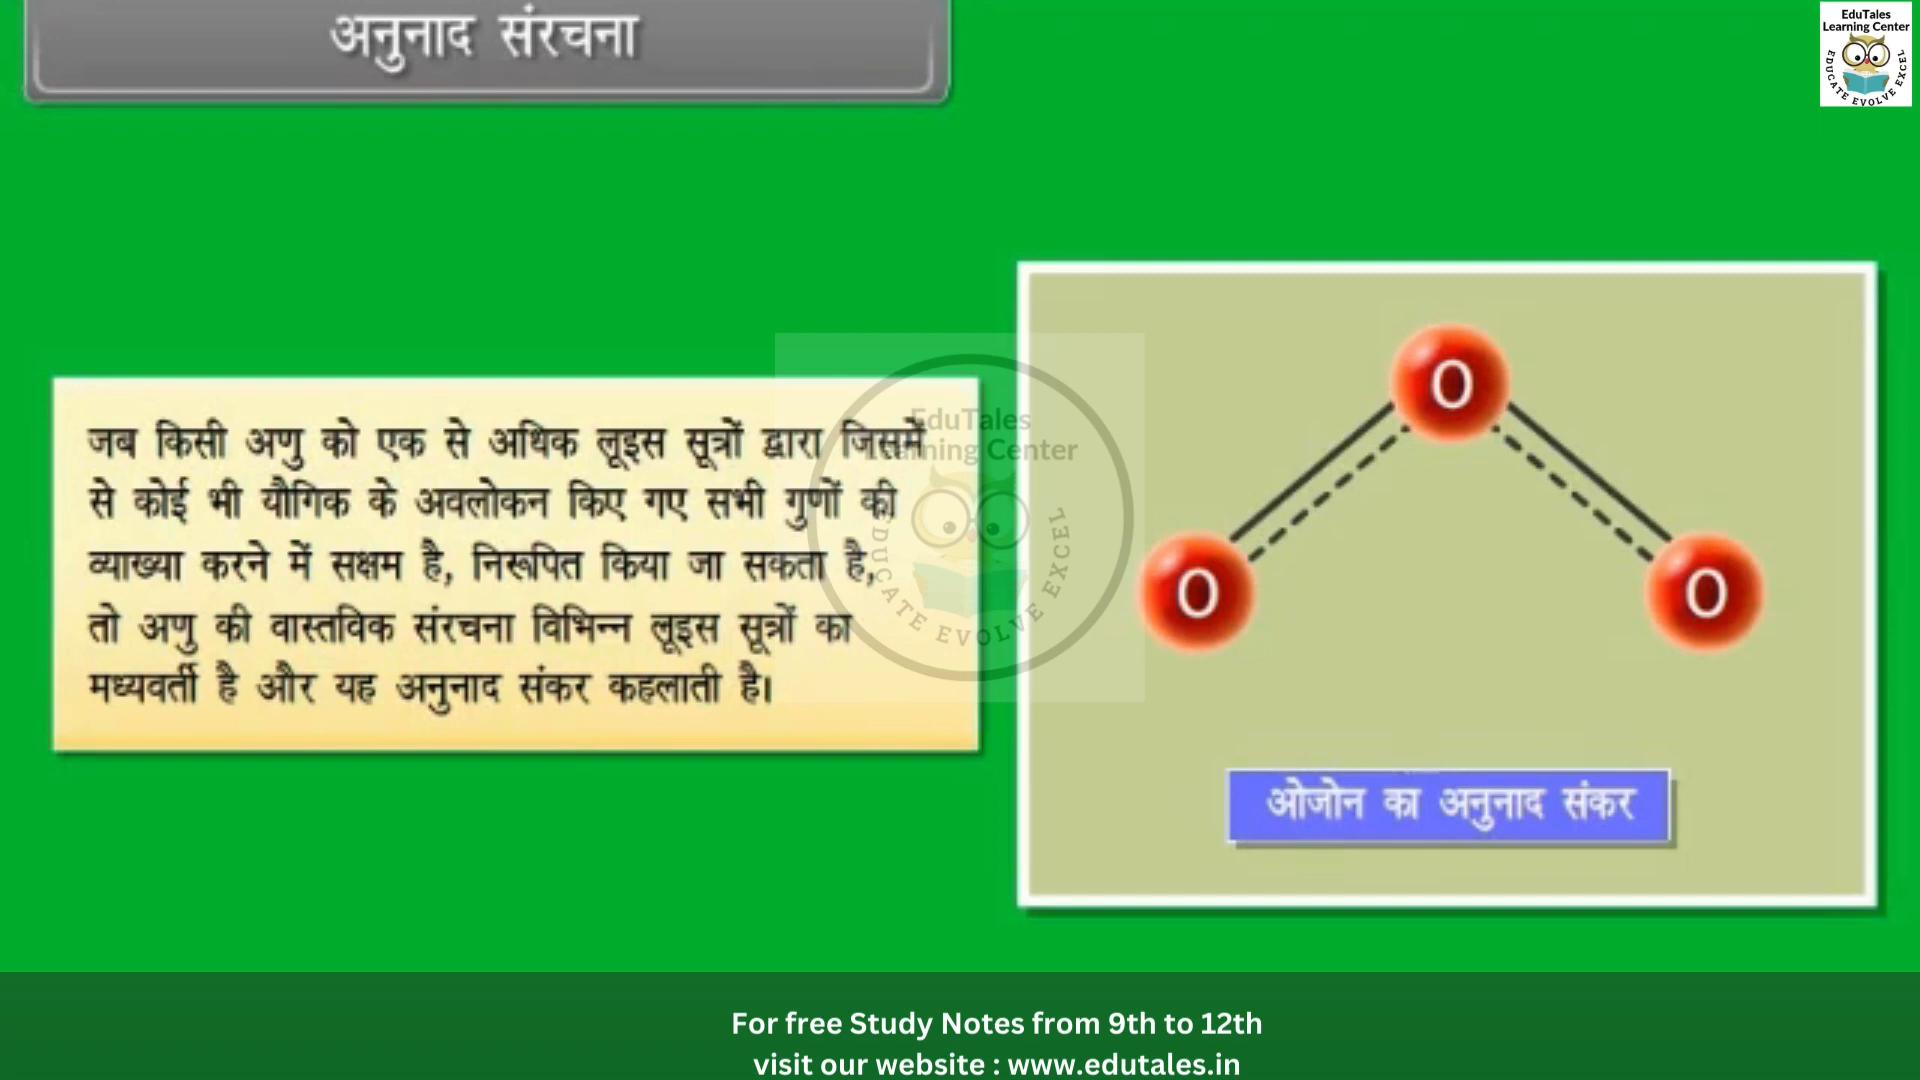 अनुनाद संरचना
EduTales
Learning Center
EDUCATE EVOLVE EXCEL
जब किसी अणु को एक से अधिक लूइस सूत्रों द्वारा जिसमें
से कोई भी यौगिक के अवलोकन किए गए सभी गुणों की
व्याख्या करने में सक्षम है, निरूपित किया जा सकता है,
तो अणु की वास्तविक संरचना विभिन्न लूइस सूत्रों का
मध्यवर्ती है और यह अनुनाद संकर कहलाती है।
EduTales
Learning Center
EDUCATE EVOLVE EXCEL
O
O
O
ओजोन का अनुनाद संकर
For free Study Notes from 9th to 12th
visit our website : www.edutales.in